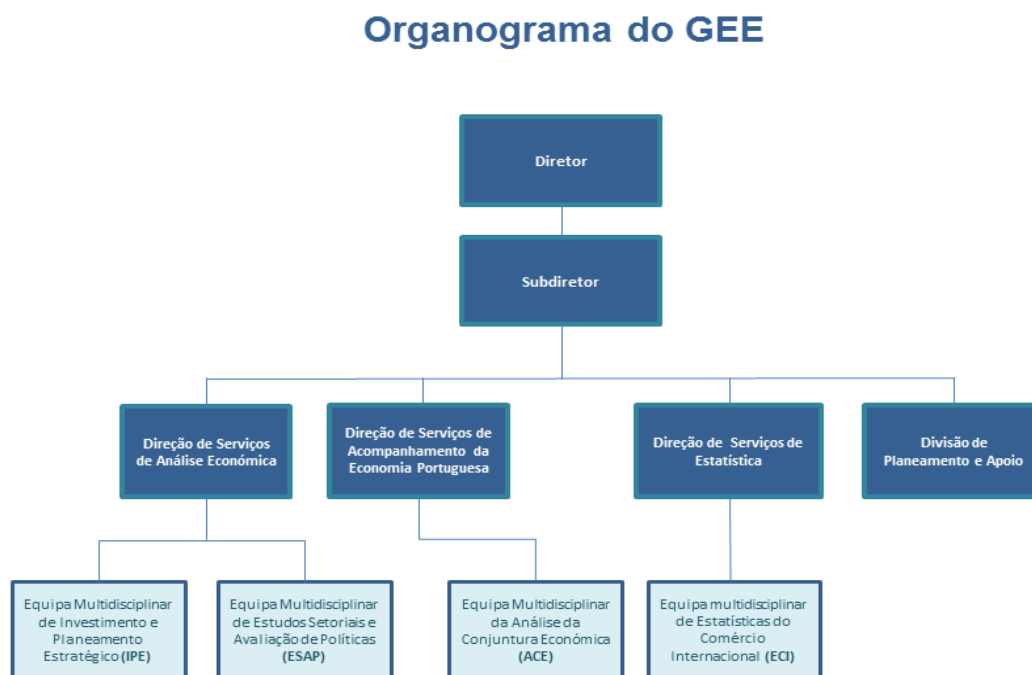 Organograma do GEE
Diretor
Subdiretor
Direção de Serviços
de Análise Económica
Direção de Serviços de
Acompanhamento da
Economia Portuguesa
Direção de Serviços de
Estatística
Divisão de
Planeamento e Apoio
Equipa Multidisciplinar
de Investimento e
Planeamento
Estratégico (IPE)
Equipa Multidisciplinar
de Estudos Setoriais e
Avaliação de Políticas
(ESAP)
Equipa Multidisciplinar
da Análise da
Conjuntura Económica
(ACE)
Equipa multidisciplinar
de Estatísticas do
Comércio
Internacional (ECI)